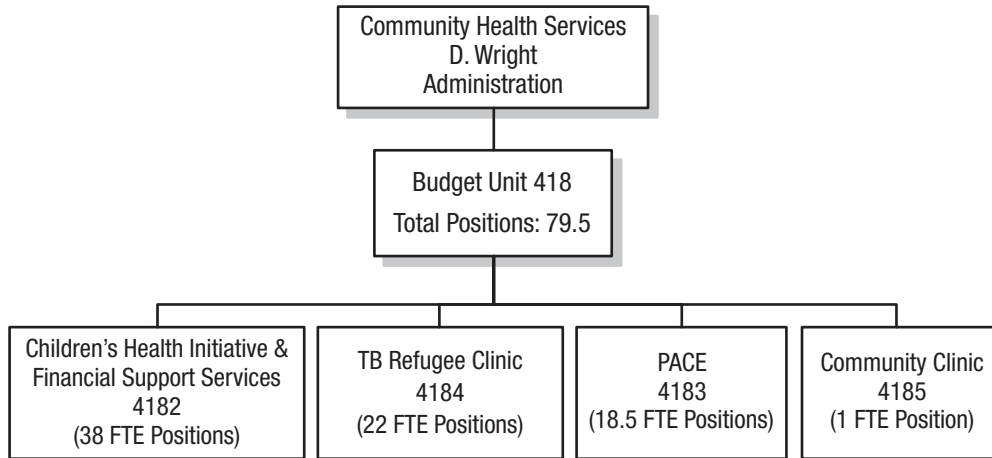 Community Health Services
D. Wright
Administration
Budget Unit 418
Total Positions: 79.5
Children’s Health Initiative &
Financial Support Services
4182
(38 FTE Positions)
TB Refugee Clinic
4184
(22 FTE Positions)
PACE
4183
(18.5 FTE Positions)
Community Clinic
4185
(1 FTE Position)